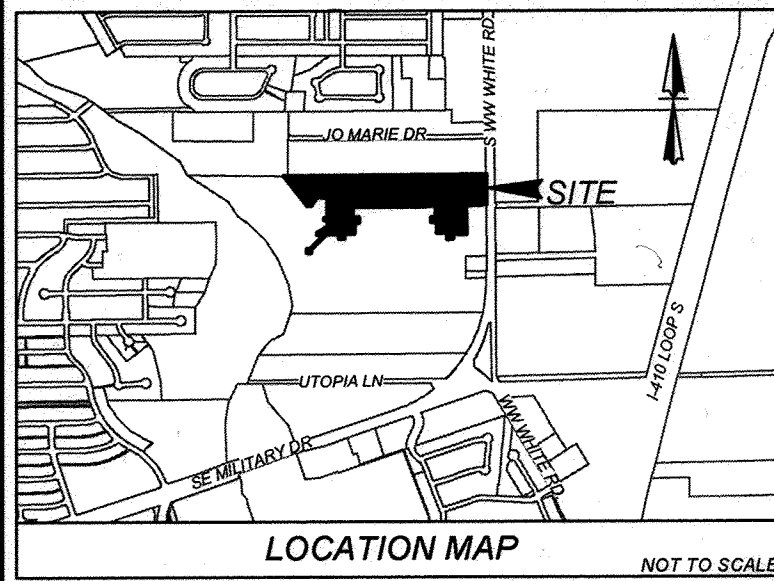 S WW WHITE RD
JO MARIE DR
SITE
I-410 LOOP S
UTOPIA LN
WW WHITE RD
SE MILITARY DR
LOCATION MAP
NOT TO SCALE